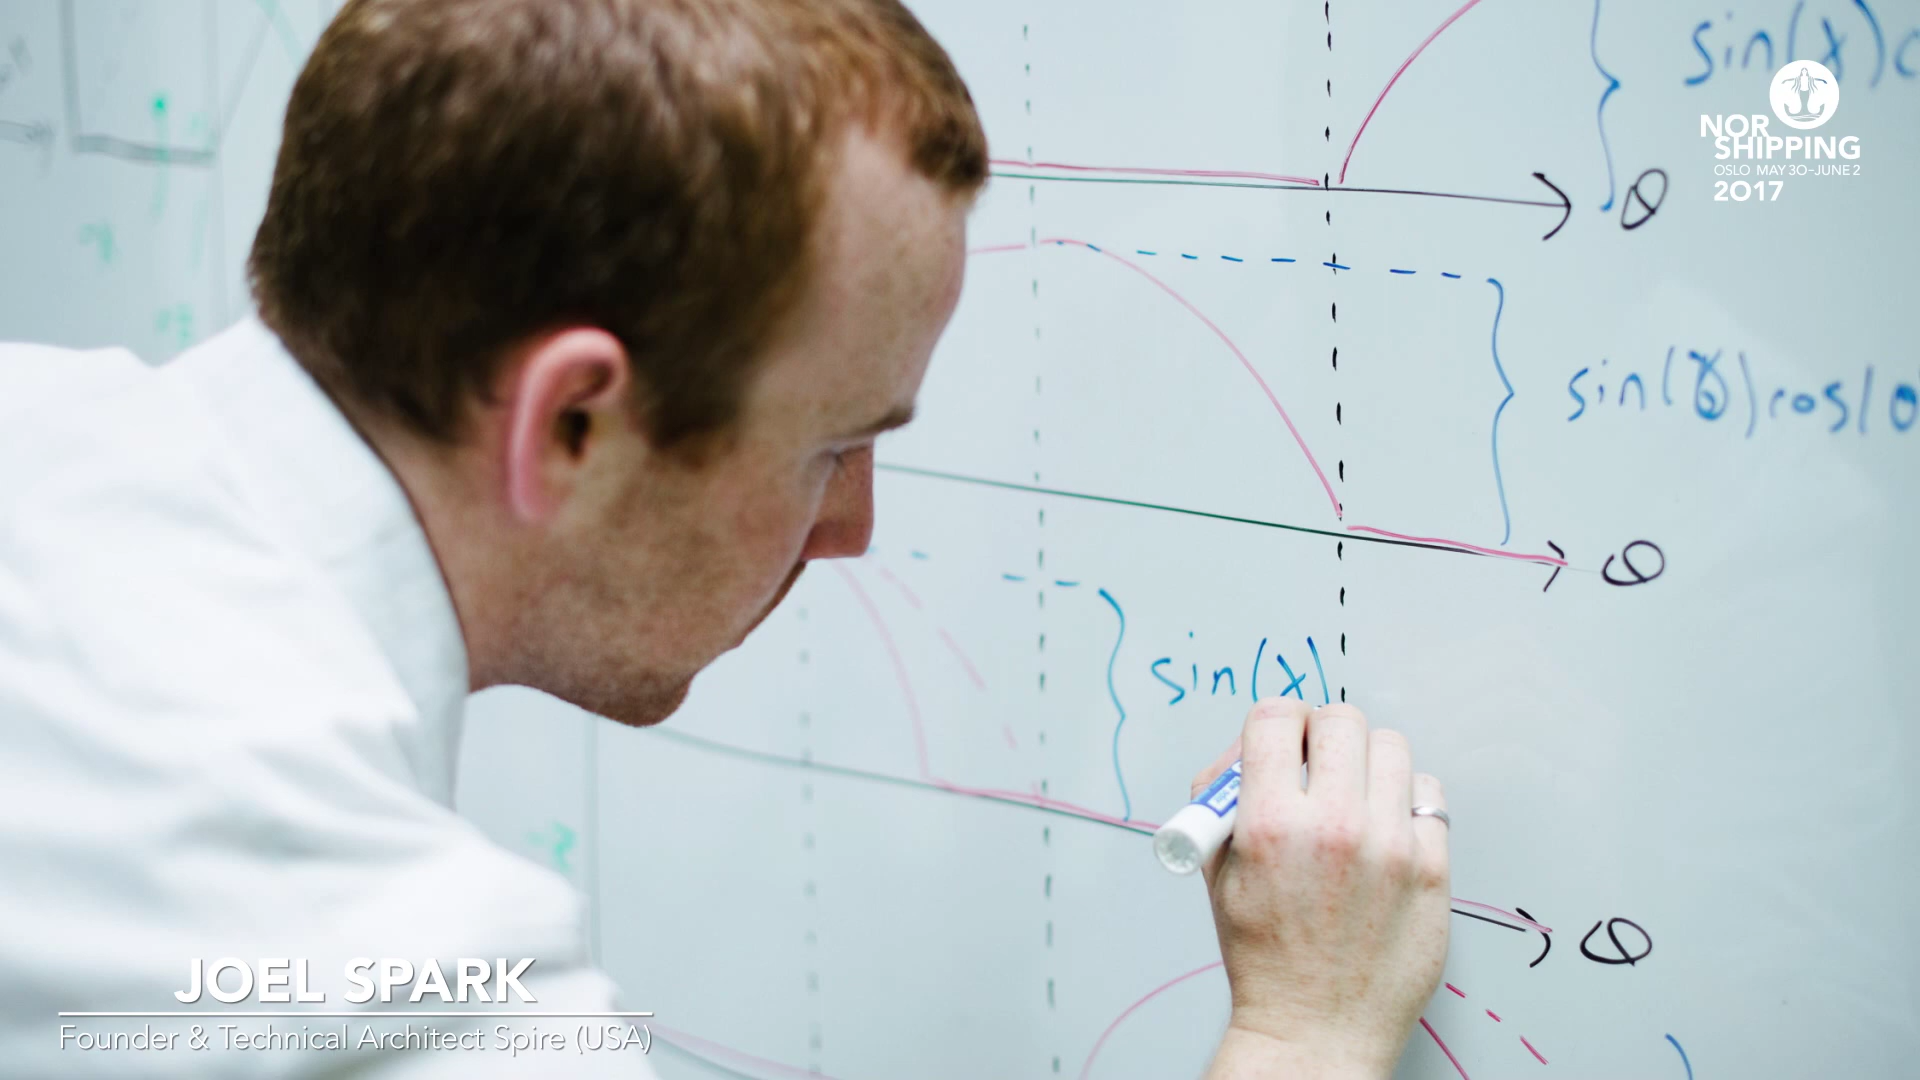 sin(γ)c
NOR
SHIPPING
OSLO MAY 30-JUNE 2
2017
θ
sin(γ)cos(θ
θ
sin(γ)
θ
JOEL SPARK
Founder & Technical Architect Spire (USA)